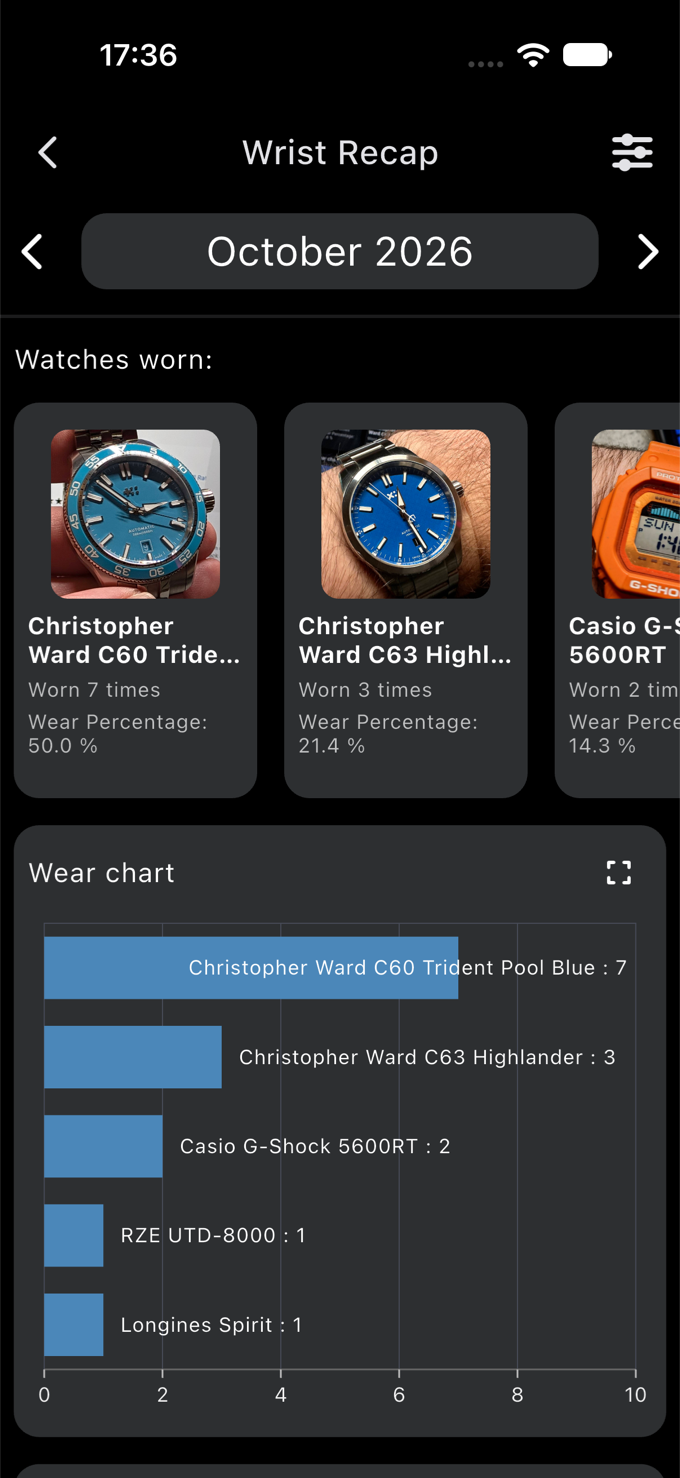 17:36
Wrist Recap
October 2026
Watches worn:
SUN
G-SHO
Christopher
Ward C60 Tride...
Worn 7 times
Wear Percentage:
50.0 %
Christopher
Ward C63 Highl...
Worn 3 times
Wear Percentage:
21.4 %
Casio G-S
5600RT
Worn 2 tim
Wear Perce
14.3 %
Wear chart
Christopher Ward C60 Trident Pool Blue : 7
Christopher Ward C63 Highlander : 3
Casio G-Shock 5600RT : 2
RZE UTD-8000 : 1
Longines Spirit : 1
0 2 4 6 8 10